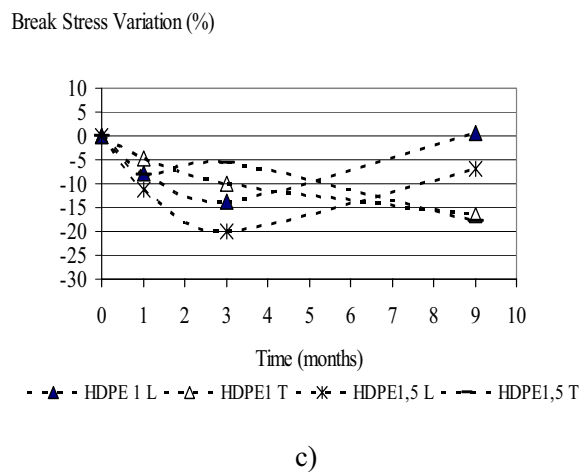 Break Stress Variation (%)
10
5
0
-5
-10
-15
-20
-25
-30
0 1 2 3 4 5 6 7 8 9 10
Time (months)
HDPE 1 L HDPE1 T HDPE1,5 L HDPE1,5 T
c)